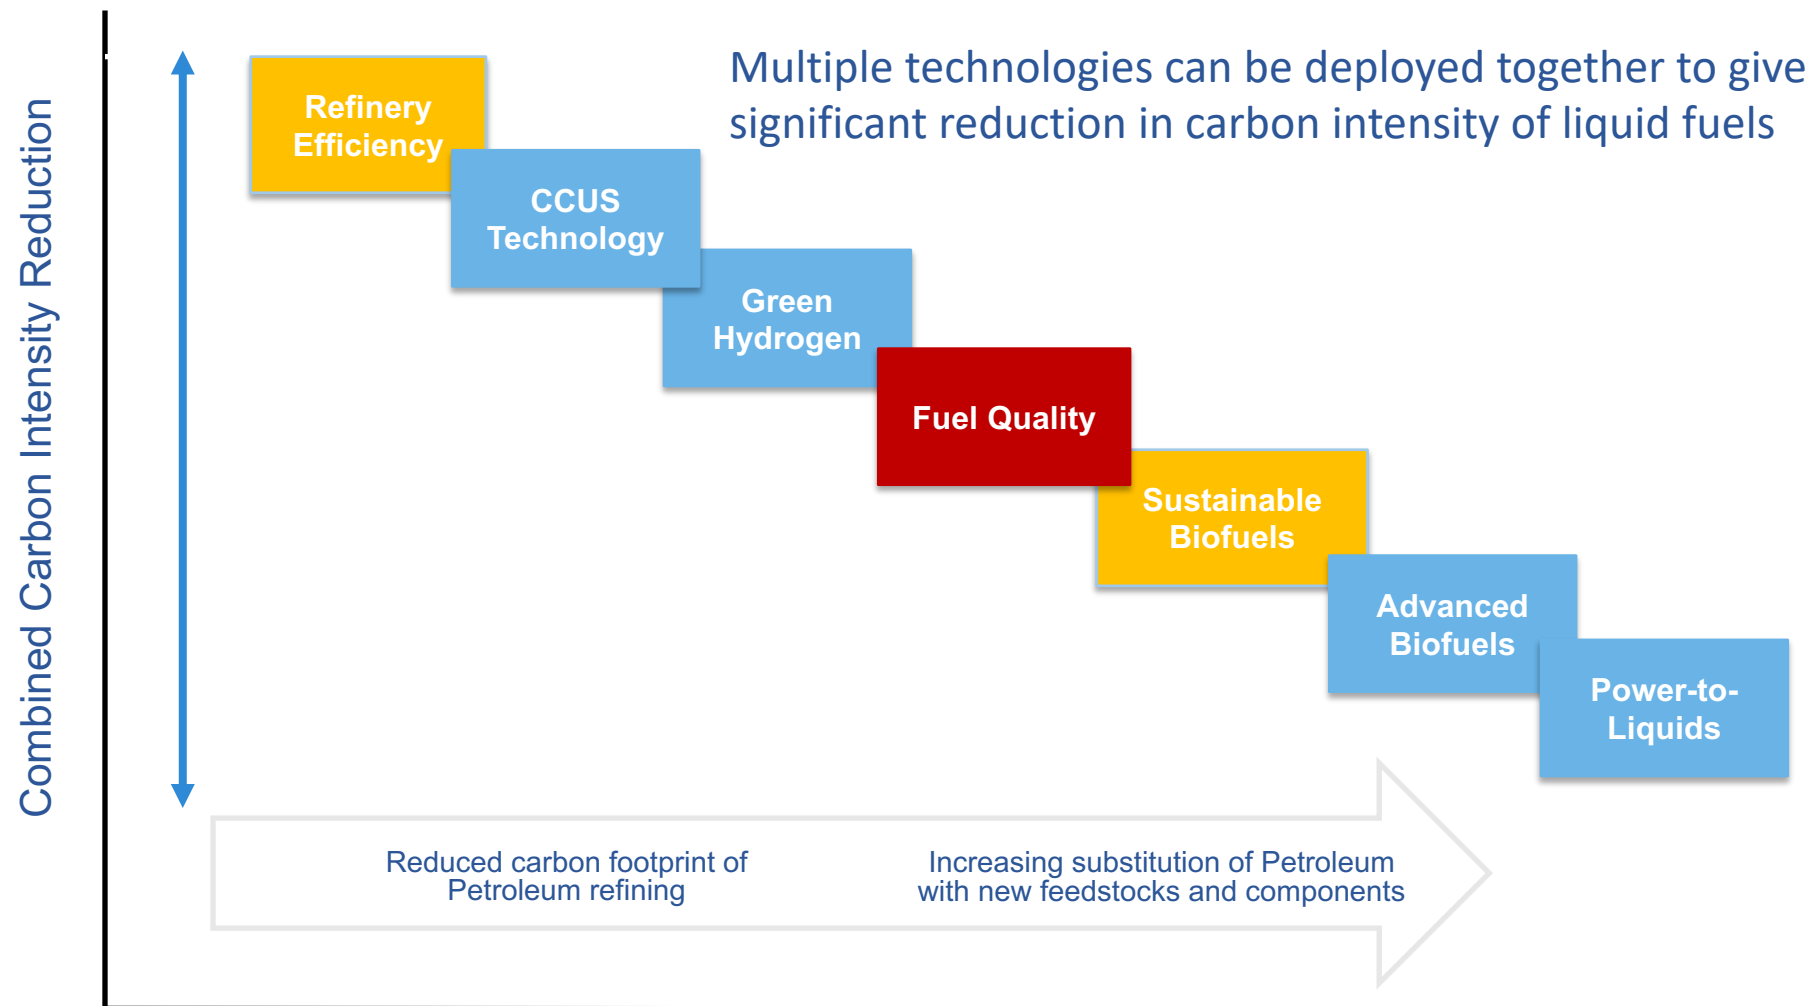 Multiple technologies can be deployed together to give
significant reduction in carbon intensity of liquid fuels
Combined Carbon Intensity Reduction
Refinery
Efficiency
CCUS
Technology
Green
Hydrogen
Fuel Quality
Sustainable
Biofuels
Advanced
Biofuels
Power-to-
Liquids
Reduced carbon footprint of
Petroleum refining
Increasing substitution of Petroleum
with new feedstocks and components